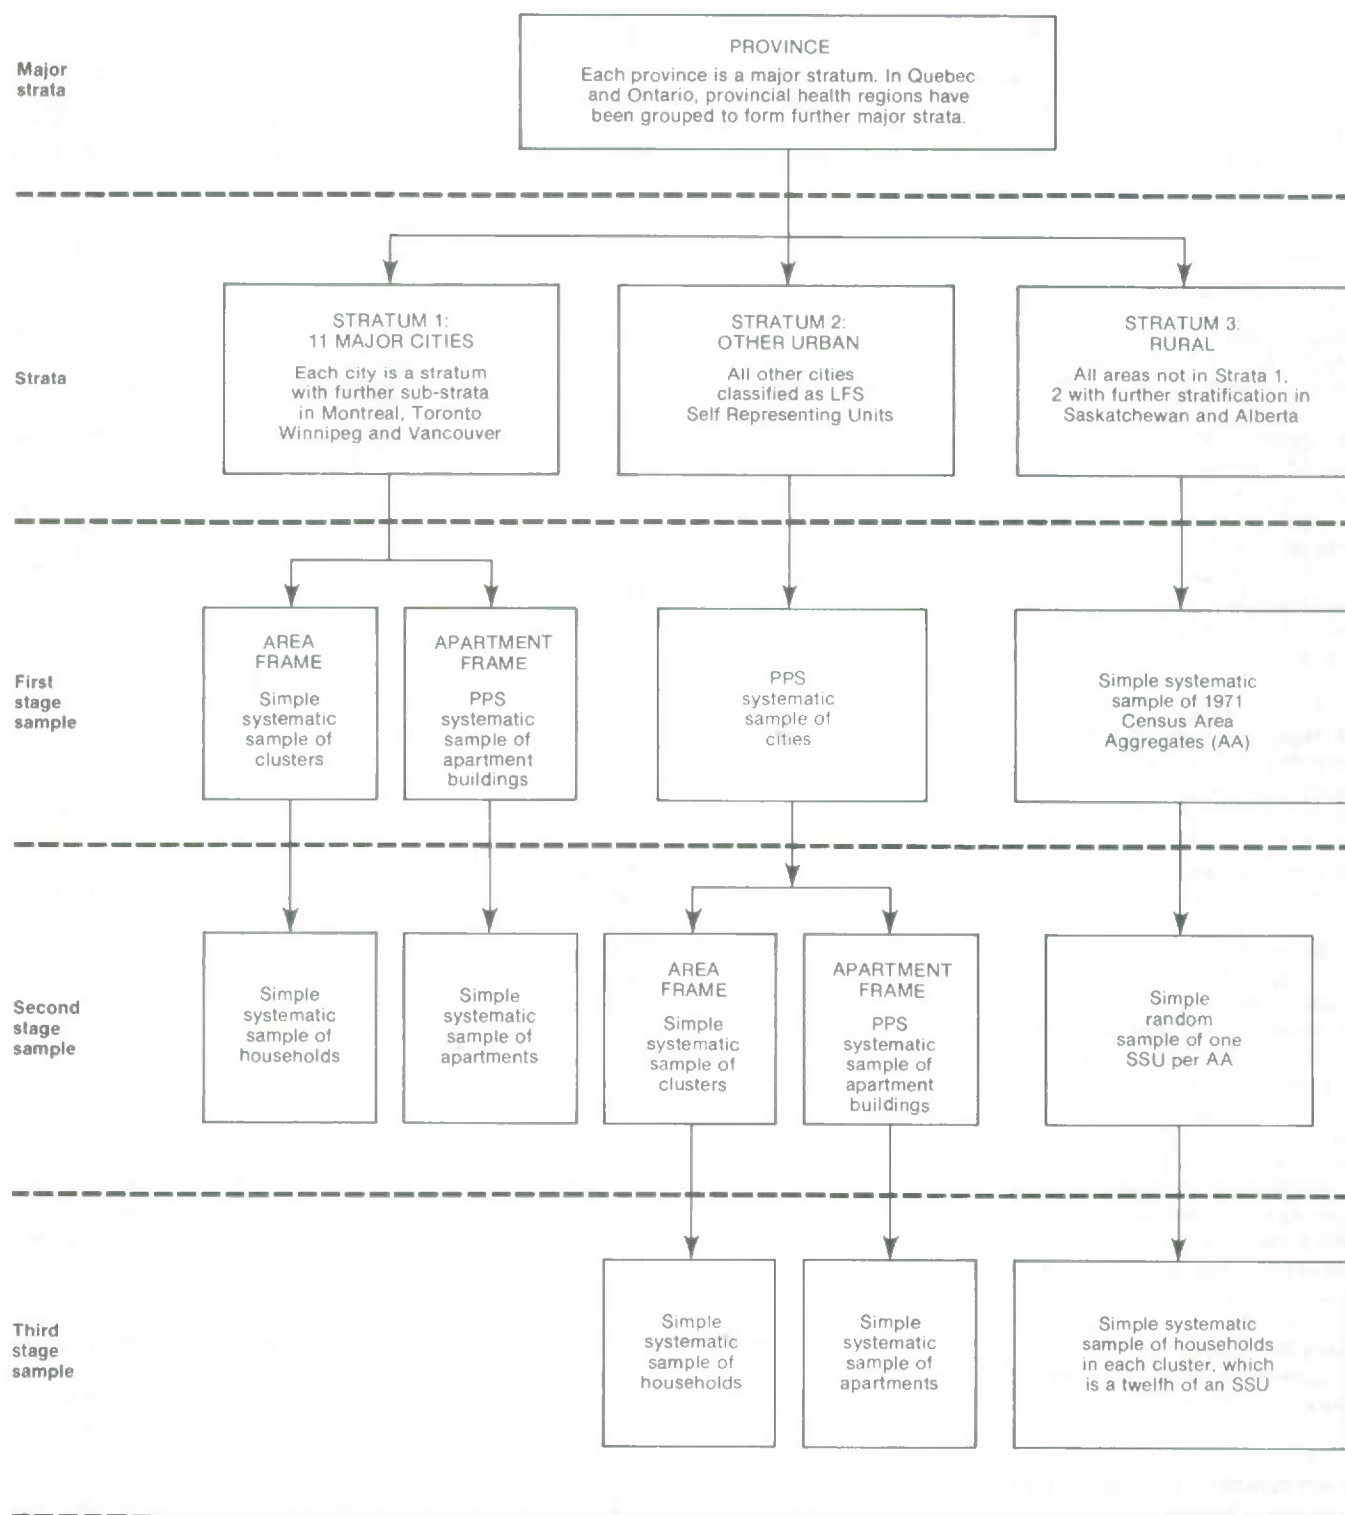 Major
strata
PROVINCE
Each province is a major stratum. In Quebec
and Ontario, provincial health regions have
been grouped to form further major strata.
Strata
STRATUM 1:
11 MAJOR CITIES
Each city is a stratum
with further sub-strata
in Montreal, Toronto
Winnipeg and Vancouver
STRATUM 2:
OTHER URBAN
All other cities
classified as LFS
Self Representing Units
STRATUM 3:
RURAL
All areas not in Strata 1,
2 with further stratification in
Saskatchewan and Alberta
First
stage
sample
AREA
FRAME
Simple
systematic
sample of
clusters
APARTMENT
FRAME
PPS
systematic
sample of
apartment
buildings
PPS
systematic
sample of
cities
Simple systematic
sample of 1971
Census Area
Aggregates (AA)
Second
stage
sample
Simple
systematic
sample of
households
Simple
systematic
sample of
apartments
AREA
FRAME
Simple
systematic
sample of
clusters
APARTMENT
FRAME
PPS
systematic
sample of
apartment
buildings
Simple
random
sample of one
SSU per AA
Third
stage
sample
Simple
systematic
sample of
households
Simple
systematic
sample of
apartments
Simple systematic
sample of households
in each cluster, which
is a twelfth of an SSU